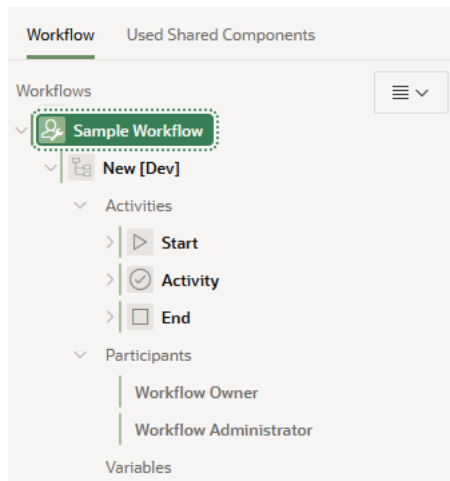 Workflow Used Shared Components
Workflows
Sample Workflow
New [Dev]
Activities
Start
Activity
End
Participants
Workflow Owner
Workflow Administrator
Variables